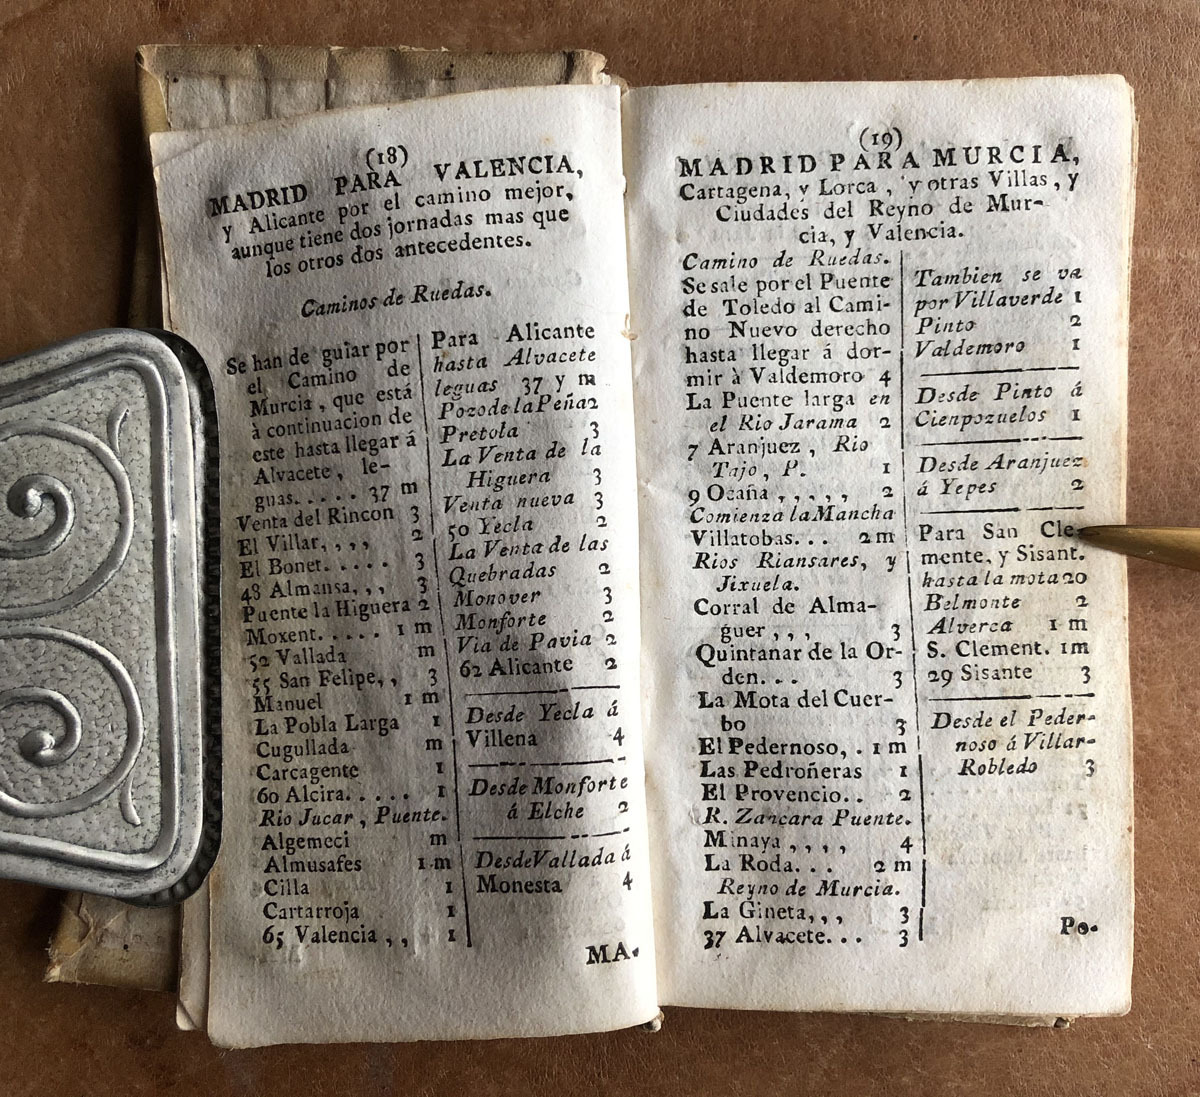 (18)
MADRID PARA VALENCIA,
y Alicante por el camino mejor,
aunque tiene dos jornadas mas que
los otros dos antecedentes.
Caminos de Ruedas.
Se han de guiar por
el Camino de
Murcia, que está
à continuacion de
este hasta llegar á
Alvacete, le-
guas..... 37 m
Venta del Rincon 3
El Villar,,,, 2
El Bonet..... 3
48 Almansa,,, 3
Puente la Higuera 2
Moxent..... 1 m
52 Vallada m
55 San Felipe,, 3
Manuel 1 m
La Pobla Larga 1
Cugullada m
Carcagente 1
60 Alcira..... 1
Rio Jucar, Puente.
Algemeci m
Almusafes 1 m
Cilla 1
Cartarroja 1
65 Valencia,, 1
Para Alicante
hasta Alvacete
leguas 37 y m
Pozo de la Peña 2
Pretola 3
La Venta de la
Higuera 3
Venta nueva 3
50 Yecla 2
La Venta de las
Quebradas 2
Monover 3
Monforte 2
Via de Pavia 2
62 Alicante 2
Desde Yecla á
Villena 4
Desde Monforte
á Elche 2
Desde Vallada á
Monesta 4
MA-
(19)
MADRID PARA MURCIA,
Cartagena, y Lorca, y otras Villas, y
Ciudades del Reyno de Mur-
cia, y Valencia.
Camino de Ruedas.
Se sale por el Puente
de Toledo al Cami-
no Nuevo derecho
hasta llegar á dor-
mir à Valdemoro 4
La Puente larga en
el Rio Jarama 2
7 Aranjuez, Rio
Tajo, P. 1
9 Ocaña,,,,, 2
Comienza la Mancha
Villatobas... 2 m
Rios Riansares, y
Jixuela.
Corral de Alma-
guer,,, 3
Quintanar de la Or-
den... 3
La Mota del Cuer-
bo 3
El Pedernoso,. 1 m
Las Pedroñeras 1
El Provencio.. 2
R. Zancara Puente.
Minaya,,,, 4
La Roda... 2 m
Reyno de Murcia.
La Gineta,,, 3
37 Alvacete... 3
Tambien se va
por Villaverde 1
Pinto 2
Valdemoro 1
Desde Pinto á
Cienpozuelos 1
Desde Aranjuez
á Yepes 2
Para San Cle-
mente, y Sisant.
hasta la mota 20
Belmonte 2
Alverca 1 m
S. Clement. 1 m
29 Sisante 3
Desde el Peder-
noso á Villar-
Robledo 3
Po-